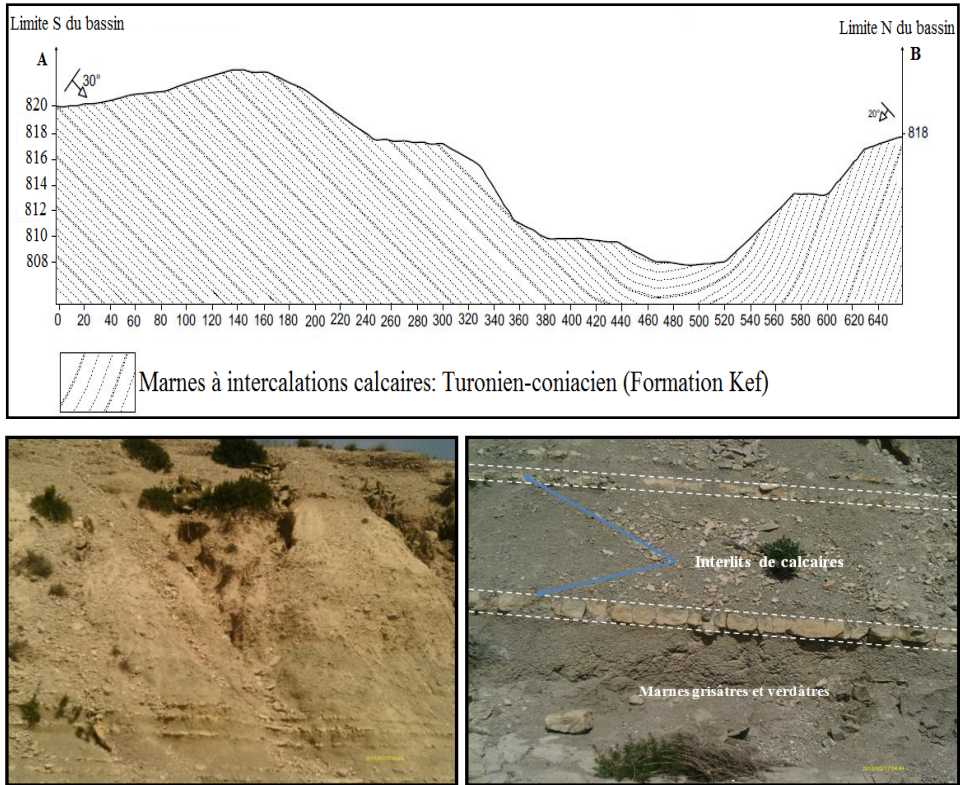 Limite S du bassin
Limite N du bassin
A
B
30°
20°
820
818
818
816
814
812
810
808
0 20 40 60 80 100 120 140 160 180 200 220 240 260 280 300 320 340 360 380 400 420 440 460 480 500 520 540 560 580 600 620 640
Marnes à intercalations calcaires: Turonien-coniacien (Formation Kef)
Interlits de calcaires
Marnes grisâtres et verdâtres